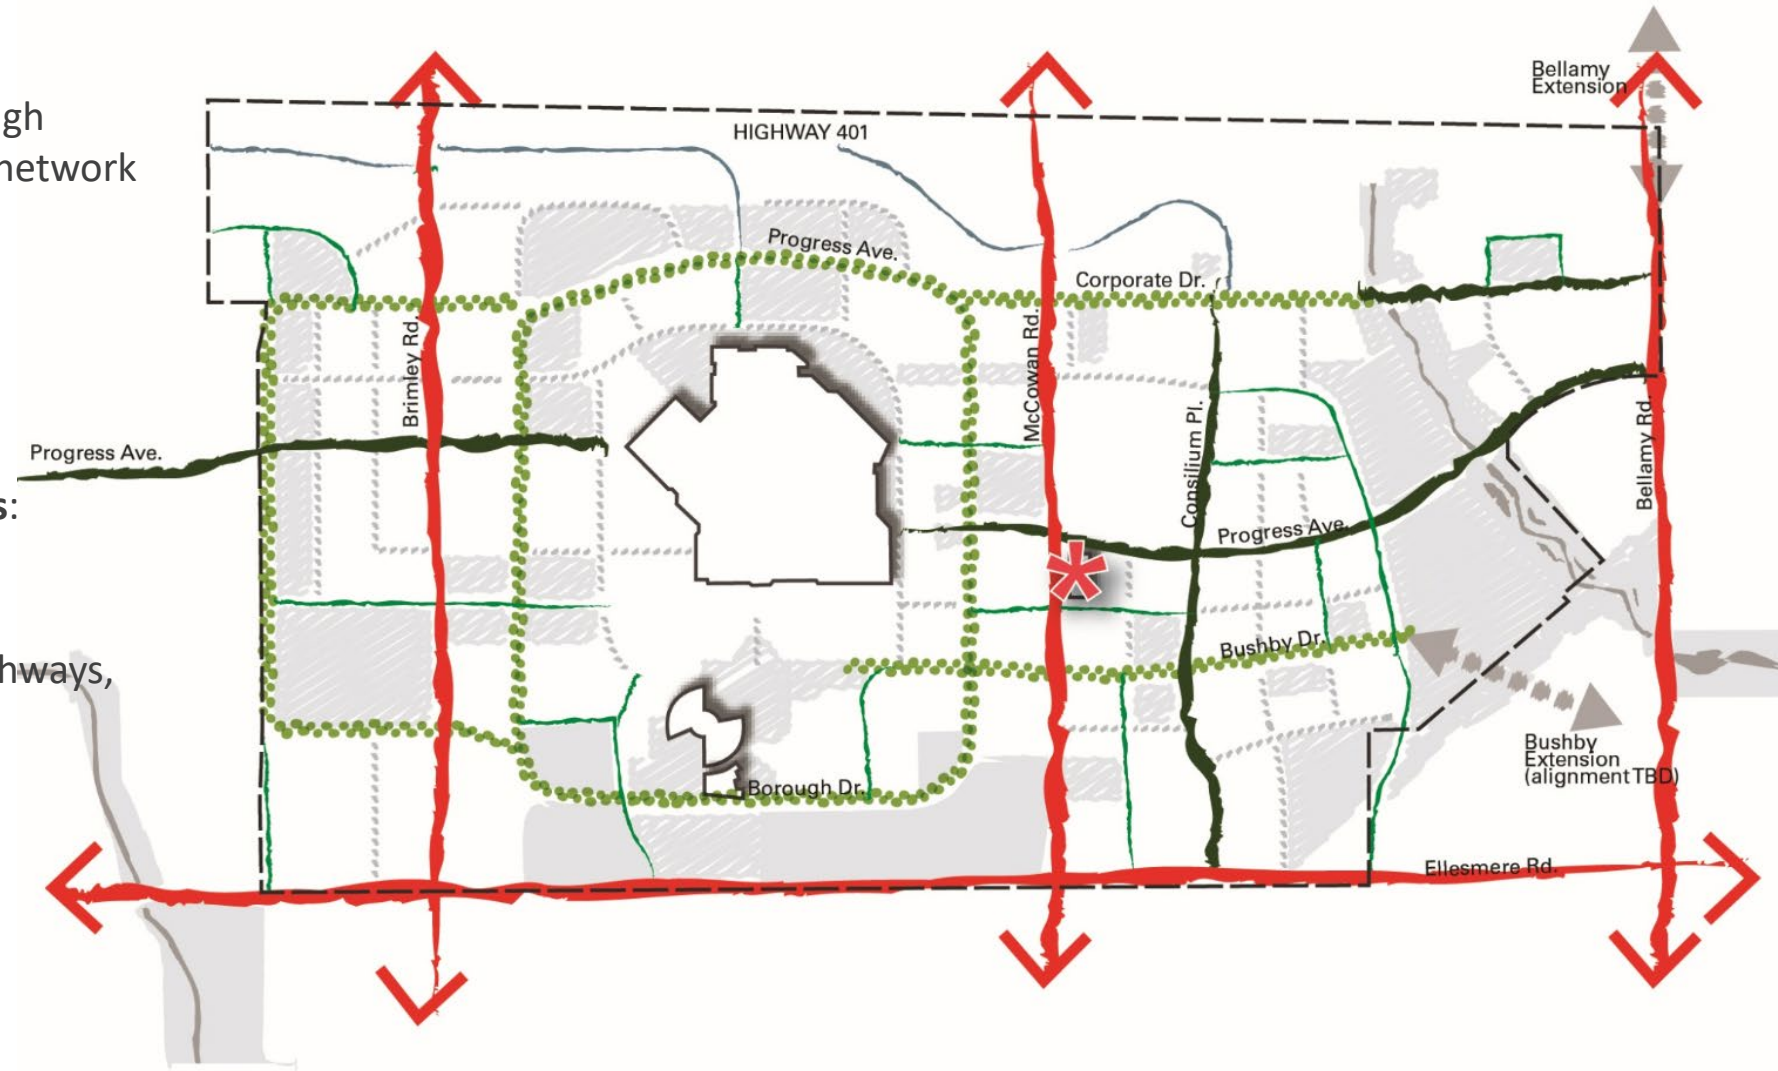 gh
network
s:
hways,
Bellamy
Extension
HIGHWAY 401
Progress Ave.
Corporate Dr.
Brimley Rd.
McCowan Rd.
Consilium Pl.
Bellamy Rd.
Progress Ave.
Progress Ave.
Bushby Dr.
Bushby
Extension
(alignment TBD)
Borough Dr.
Ellesmere Rd.